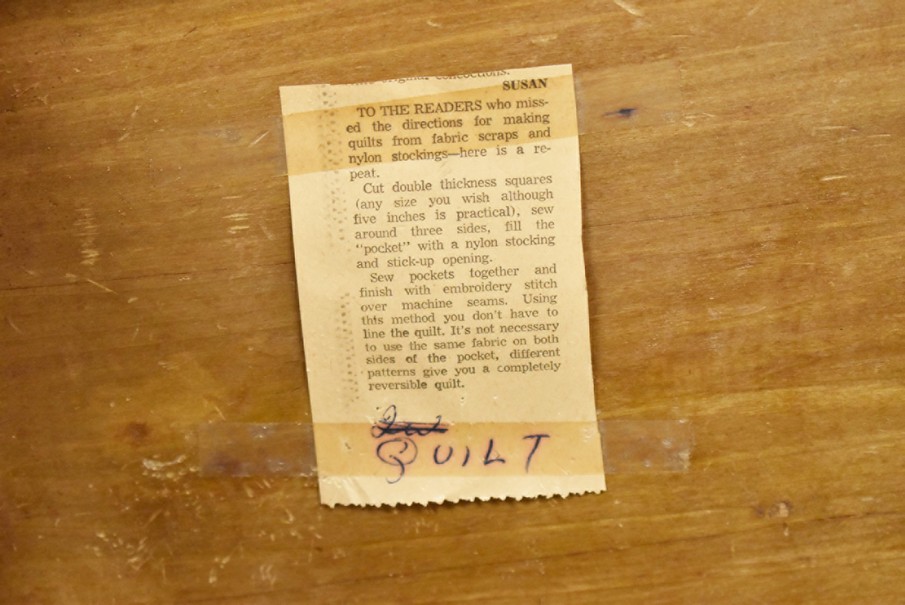 original concoctions.
SUSAN
TO THE READERS who miss-
ed the directions for making
quilts from fabric scraps and
nylon stockings—here is a re-
peat.
Cut double thickness squares
(any size you wish although
five inches is practical), sew
around three sides, fill the
"pocket" with a nylon stocking
and stick-up opening.
Sew pockets together and
finish with embroidery stitch
over machine seams. Using
this method you don't have to
line the quilt. It's not necessary
to use the same fabric on both
sides of the pocket, different
patterns give you a completely
reversible quilt.
QUILT